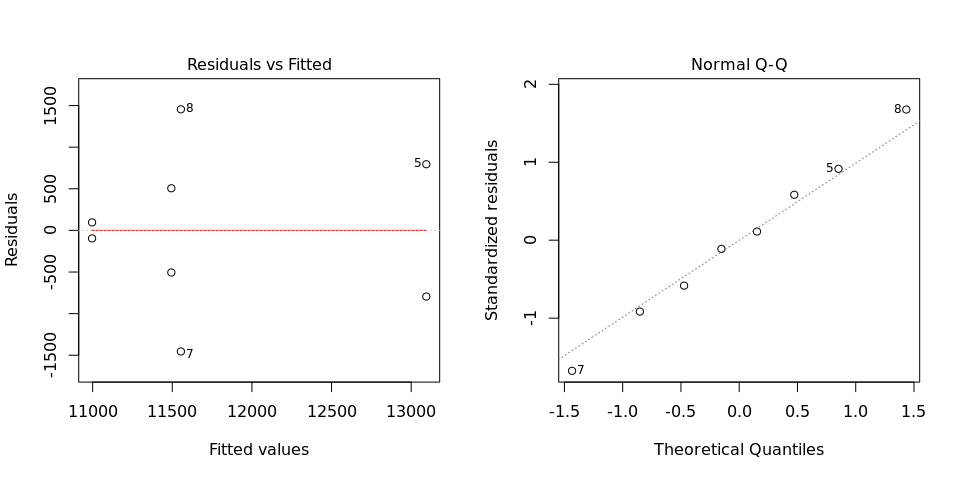 Residuals vs Fitted
Residuals
1500
500
0
-500
-1500
8
5
7
11000 11500 12000 12500 13000
Fitted values
Normal Q-Q
Standardized residuals
2
1
0
-1
8
5
7
-1.5 -1.0 -0.5 0.0 0.5 1.0 1.5
Theoretical Quantiles